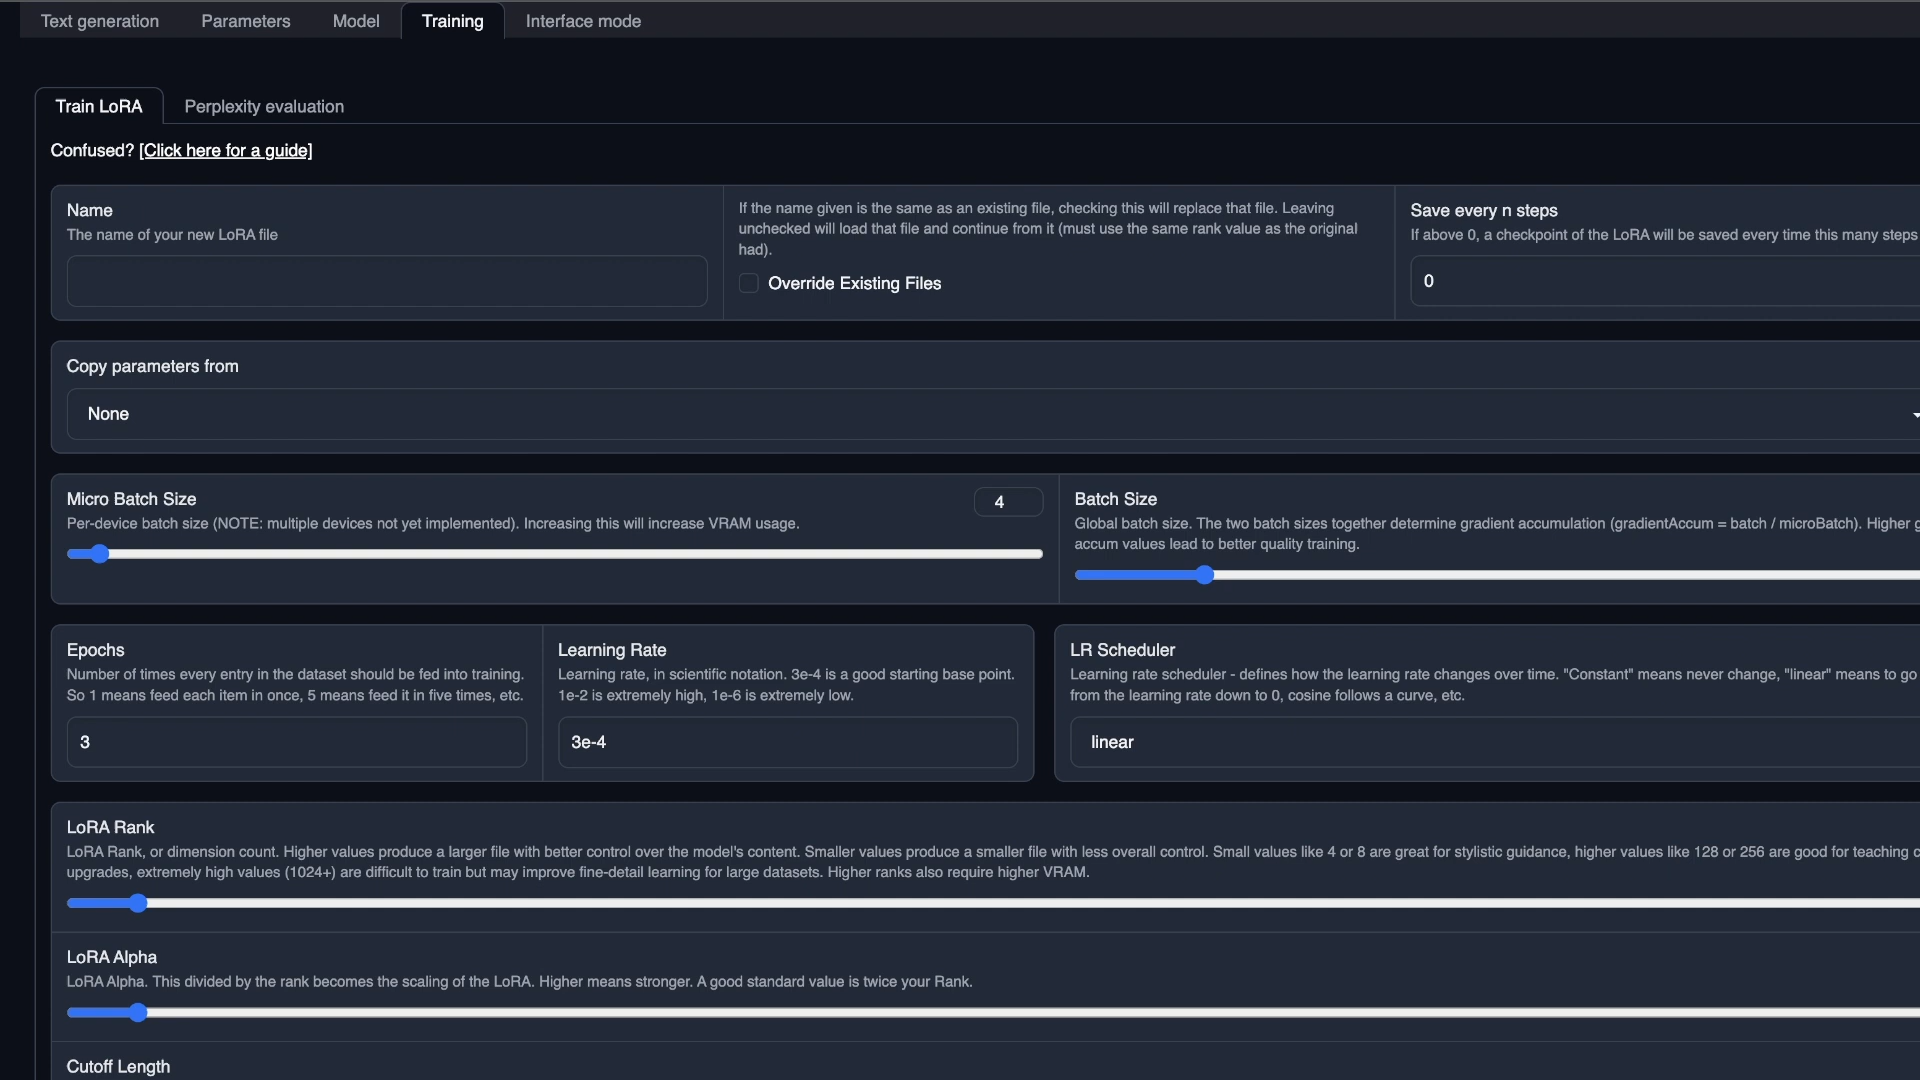 Text generation Parameters Model Training Interface mode
Train LoRA Perplexity evaluation
Confused? [Click here for a guide]
Name
The name of your new LoRA file
If the name given is the same as an existing file, checking this will replace that file. Leaving
unchecked will load that file and continue from it (must use the same rank value as the original
had).
Override Existing Files
Save every n steps
If above 0, a checkpoint of the LoRA will be saved every time this many steps
0
Copy parameters from
None
Micro Batch Size
4
Per-device batch size (NOTE: multiple devices not yet implemented). Increasing this will increase VRAM usage.
Batch Size
Global batch size. The two batch sizes together determine gradient accumulation (gradientAccum = batch / microBatch). Higher
accum values lead to better quality training.
Epochs
Number of times every entry in the dataset should be fed into training.
So 1 means feed each item in once, 5 means feed it in five times, etc.
3
Learning Rate
Learning rate, in scientific notation. 3e-4 is a good starting base point.
1e-2 is extremely high, 1e-6 is extremely low.
3e-4
LR Scheduler
Learning rate scheduler - defines how the learning rate changes over time. "Constant" means never change, "linear" means to go
from the learning rate down to 0, cosine follows a curve, etc.
linear
LoRA Rank
LoRA Rank, or dimension count. Higher values produce a larger file with better control over the model's content. Smaller values produce a smaller file with less overall control. Small values like 4 or 8 are great for stylistic guidance, higher values like 128 or 256 are good for teaching
upgrades, extremely high values (1024+) are difficult to train but may improve fine-detail learning for large datasets. Higher ranks also require higher VRAM.
LoRA Alpha
LoRA Alpha. This divided by the rank becomes the scaling of the LoRA. Higher means stronger. A good standard value is twice your Rank.
Cutoff Length